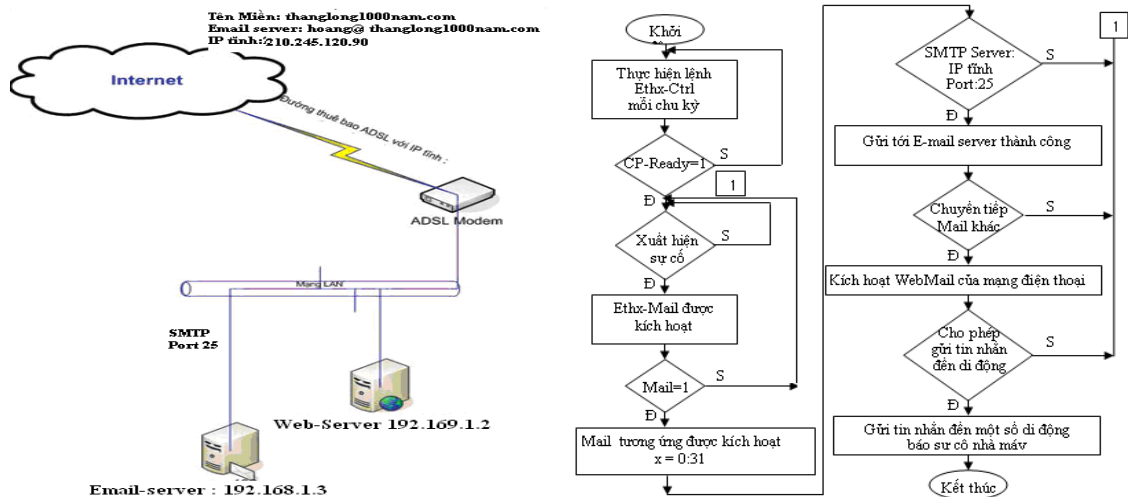 Tên Miền: thanglong1000nam.com
Email server: hoang@ thanglong1000nam.com
IP tĩnh: 210.245.120.90
Internet
Đường thuê bao ADSL với IP tĩnh :
ADSL Modem
Mạng LAN
SMTP
Port 25
Web-Server 192.169.1.2
Email-server : 192.168.1.3
Khởi
Thực hiện lệnh
Ethx-Ctrl
mỗi chu kỳ
CP-Ready=1
S
1
Đ
Xuất hiện
sự cố
S
Đ
Ethx-Mail được
kích hoạt
Mail=1
S
Đ
Mail tương ứng được kích hoạt
x = 0:31
1
SMTP Server:
IP tĩnh
Port:25
S
Đ
Gửi tới E-mail server thành công
Chuyển tiếp
Mail khác
S
Đ
Kích hoạt WebMail của mạng điện thoại
Cho phép
gửi tin nhắn
đến di động
S
Đ
Gửi tin nhắn đến một số di động
báo sự cố nhà máy
Kết thúc